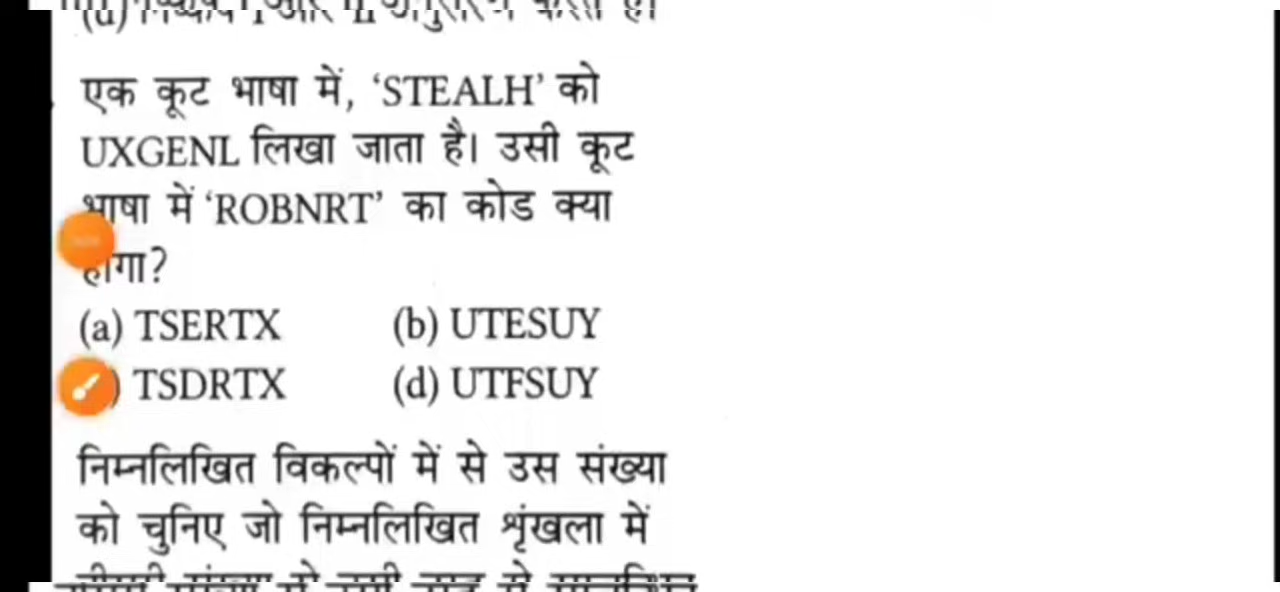 एक कूट भाषा में, ‘STEALH’ को
UXGENL लिखा जाता है। उसी कूट
भाषा में ‘ROBNRT’ का कोड क्या
होगा?
(a) TSERTX (b) UTESUY
) TSDRTX (d) UTFSUY
निम्नलिखित विकल्पों में से उस संख्या
को चुनिए जो निम्नलिखित शृंखला में